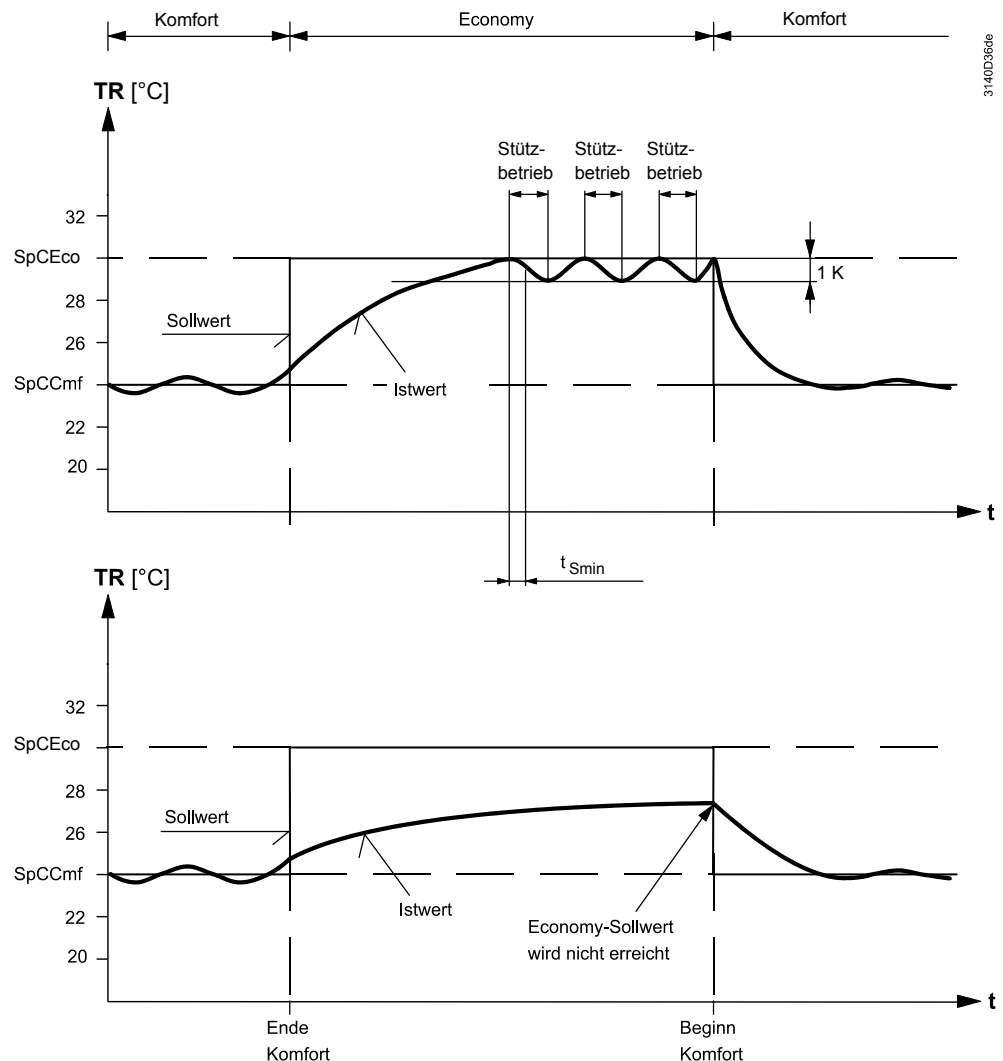 Komfort
Economy
Komfort
3140D36de
TR [°C]
Stütz-
betrieb
Stütz-
betrieb
Stütz-
betrieb
32
SpCEco
1 K
28
Sollwert
26
SpCCmf
Istwert
22
20
t
t Smin
TR [°C]
32
SpCEco
28
Sollwert
26
SpCCmf
Istwert
22
Economy-Sollwert
wird nicht erreicht
20
t
Ende
Komfort
Beginn
Komfort